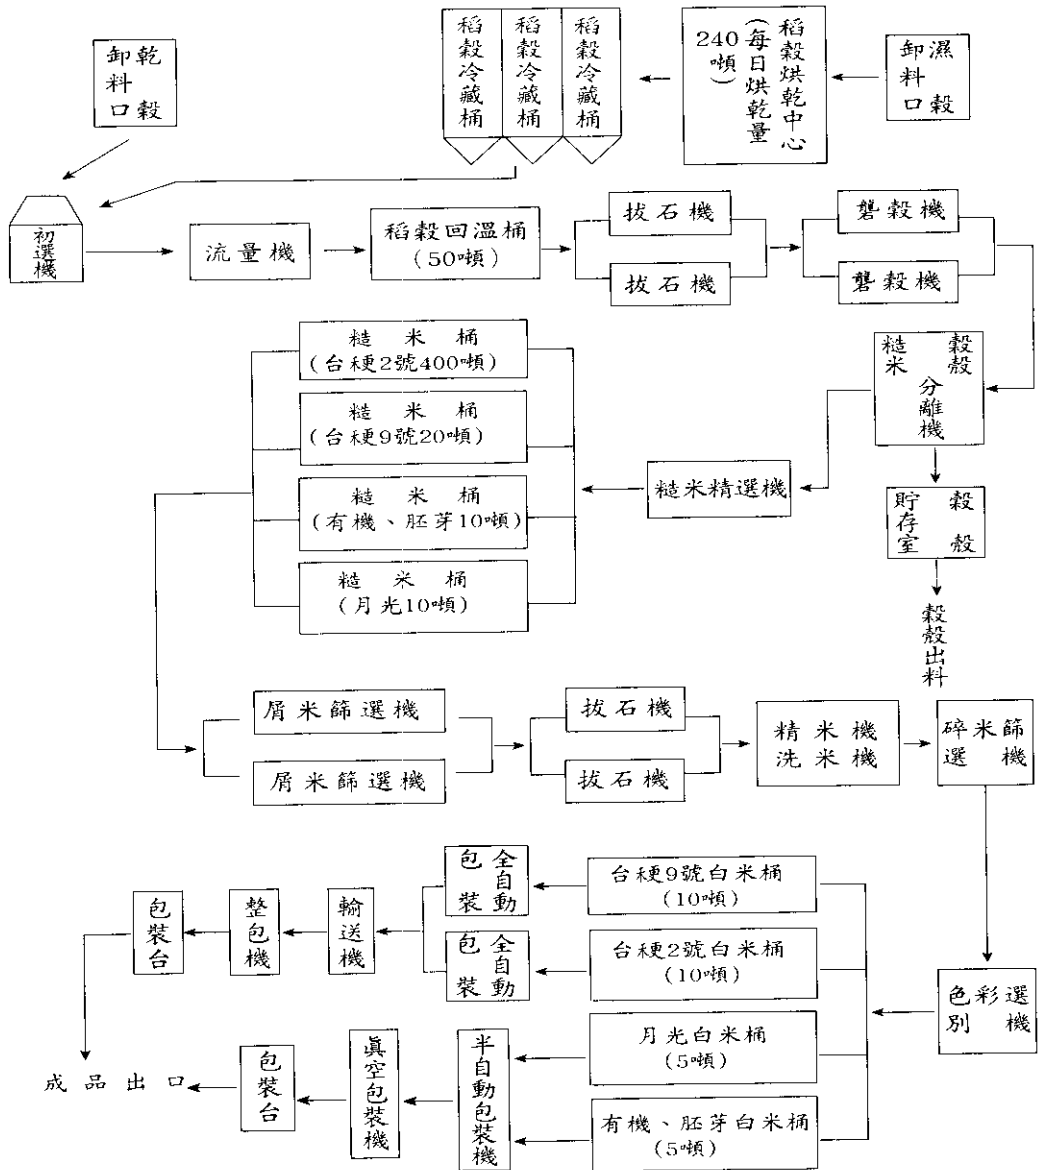 乾穀
卸料口
稻穀冷藏桶
稻穀冷藏桶
稻穀冷藏桶
稻穀烘乾中心
(每日烘乾量
240噸)
濕穀
卸料口
初選機
流量機
稻穀回溫桶
(50噸)
拔石機
拔石機
礱穀機
礱穀機
糙米 穀殼
分離機
糙米桶
(台稉2號400噸)
糙米桶
(台稉9號20噸)
糙米桶
(有機、胚芽10噸)
糙米桶
(月光10噸)
糙米精選機
穀殼
貯存室
穀殼出料
屑米篩選機
屑米篩選機
拔石機
拔石機
精米機
洗米機
碎米篩
選機
色彩選
別機
台稉9號白米桶
(10噸)
台稉2號白米桶
(10噸)
月光白米桶
(5噸)
有機、胚芽白米桶
(5噸)
全自動
包裝
全自動
包裝
輸送機
整包機
包裝台
半自動包裝機
眞空包裝機
包裝台
成品出口